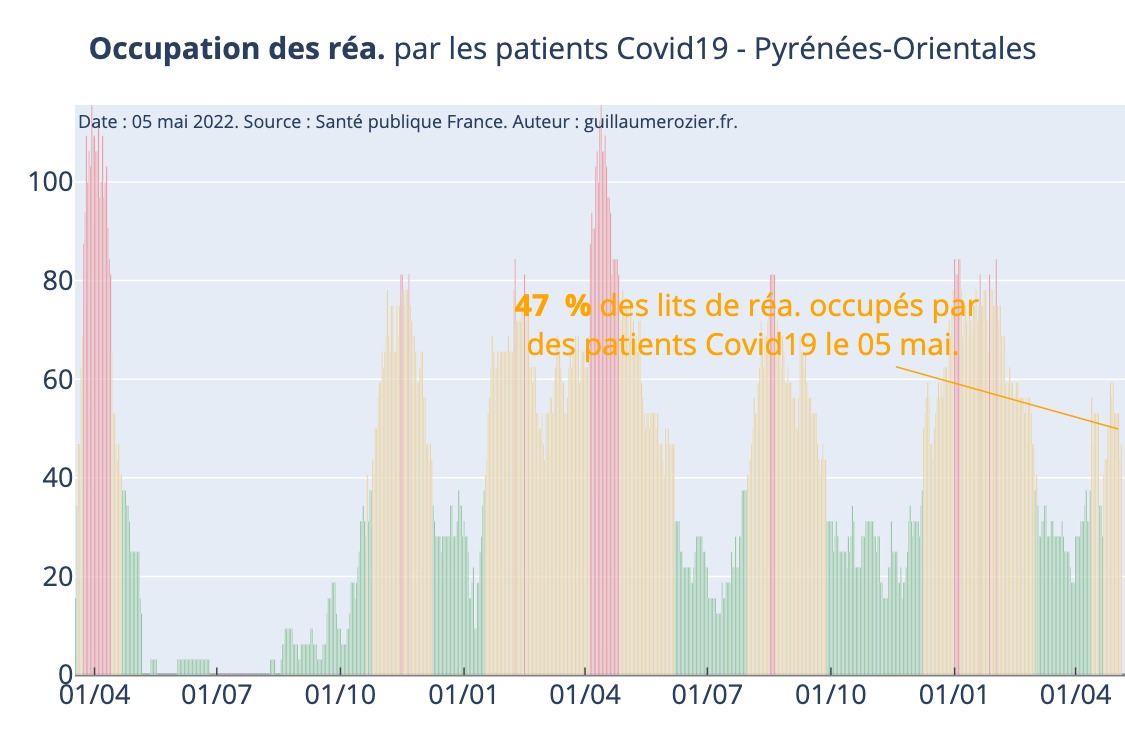 Occupation des réa. par les patients Covid19 - Pyrénées-Orientales
Date : 05 mai 2022. Source : Santé publique France. Auteur : guillaumerozier.fr.
100
80
47 % des lits de réa. occupés par
des patients Covid19 le 05 mai.
60
40
20
0
01/04 01/07 01/10 01/01 01/04 01/07 01/10 01/01 01/04